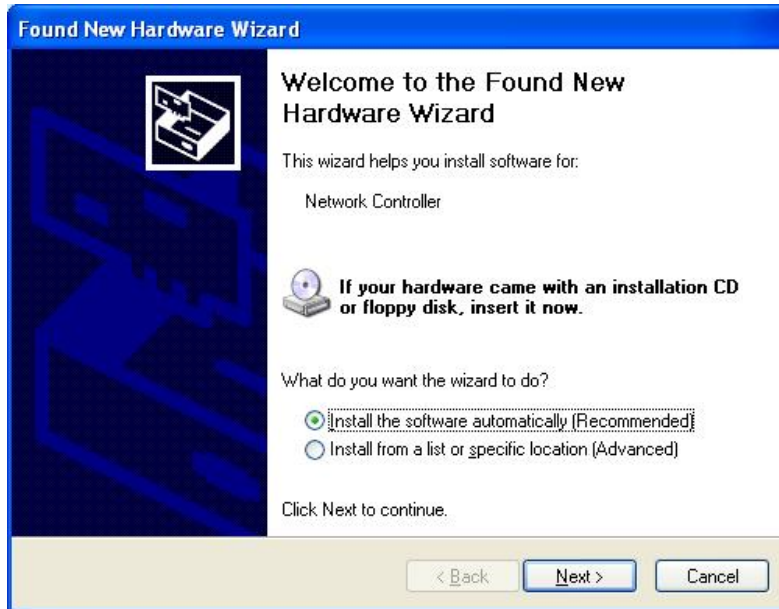 Found New Hardware Wizard
Welcome to the Found New
Hardware Wizard
This wizard helps you install software for:
Network Controller
If your hardware came with an installation CD
or floppy disk, insert it now.
What do you want the wizard to do?
Install the software automatically (Recommended)
Install from a list or specific location (Advanced)
Click Next to continue.
< Back
Next >
Cancel